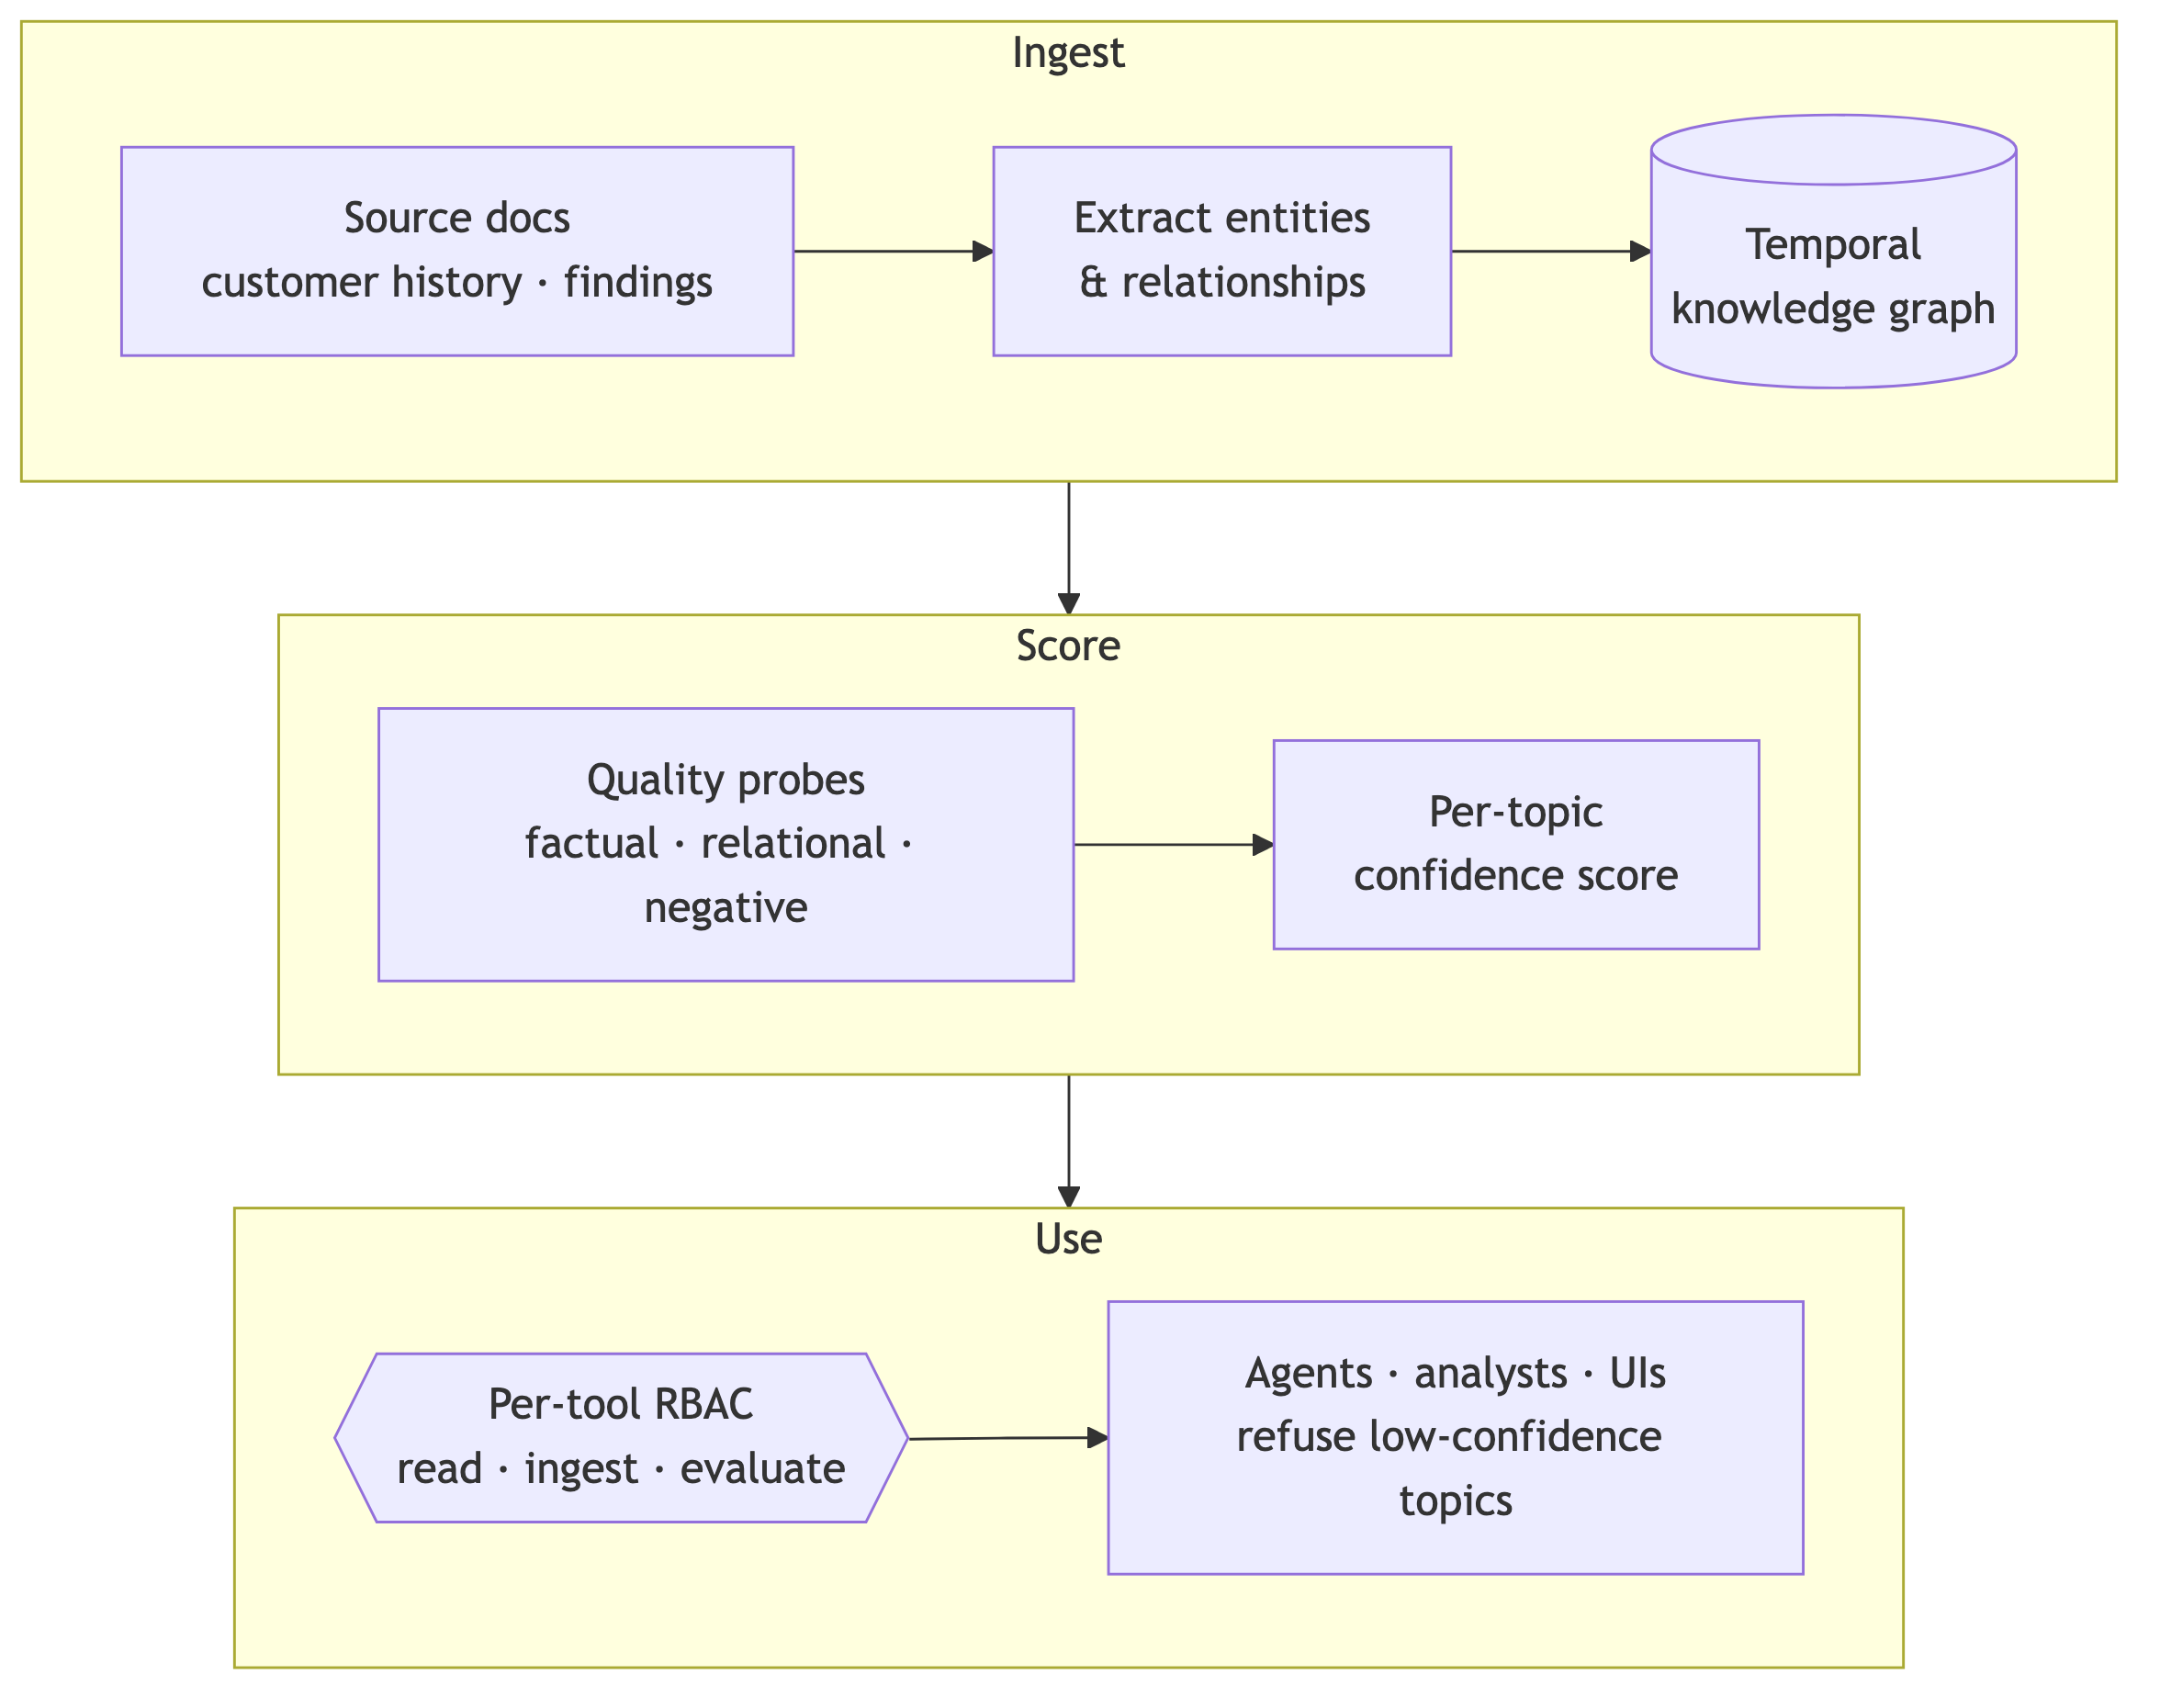 Ingest
Source docs
customer history · findings
Extract entities
& relationships
Temporal
knowledge graph
Score
Quality probes
factual · relational ·
negative
Per-topic
confidence score
Use
Per-tool RBAC
read · ingest · evaluate
Agents · analysts · UIs
refuse low-confidence
topics